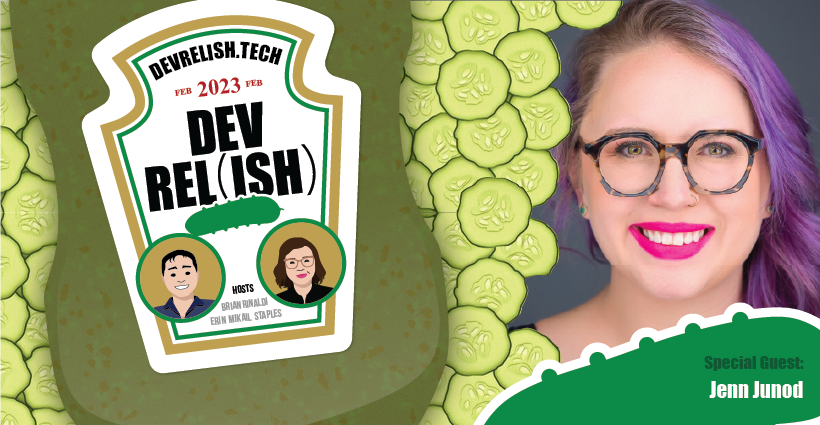 DEVRELISH.TECH
FEB 2023 FEB
DEV
REL(ISH)
HOSTS
BRIAN RINALDI
ERIN MIKAIL STAPLES
Special Guest:
Jenn Junod